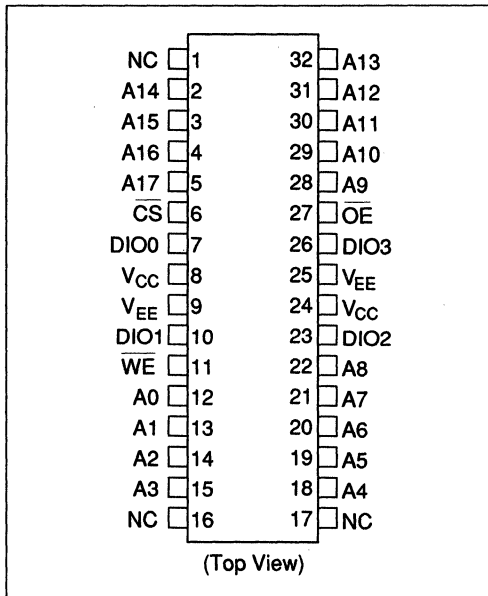 NC 1 32 A13
A14 2 31 A12
A15 3 30 A11
A16 4 29 A10
A17 5 28 A9
C̅S̅ 6 27 O̅E̅
DIO0 7 26 DIO3
VCC 8 25 VEE
VEE 9 24 VCC
DIO1 10 23 DIO2
W̅E̅ 11 22 A8
A0 12 21 A7
A1 13 20 A6
A2 14 19 A5
A3 15 18 A4
NC 16 17 NC
(Top View)